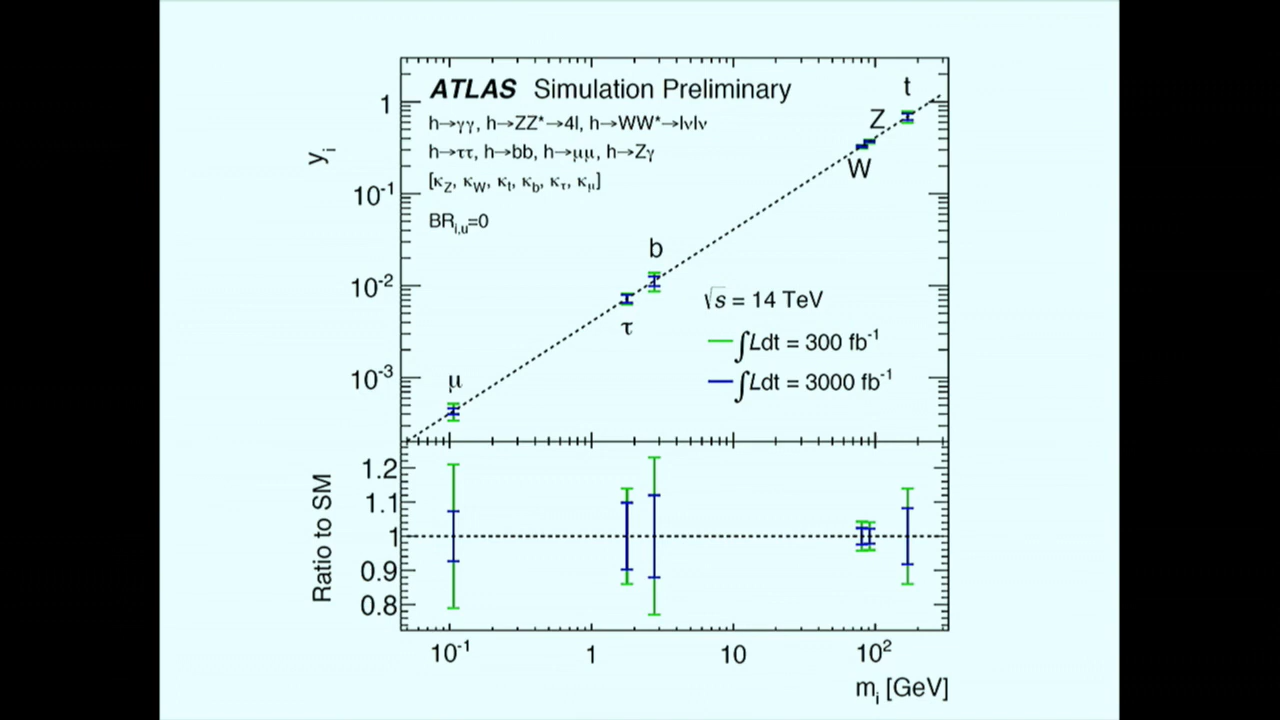 ATLAS Simulation Preliminary
h→γγ, h→ZZ*→4l, h→WW*→lνlν
h→ττ, h→bb, h→μμ, h→Zγ
[κZ, κW, κt, κb, κτ, κμ]
BRi,u=0
yi
1
10-1
10-2
10-3
μ
τ
b
W
Z
t
√s = 14 TeV
∫Ldt = 300 fb-1
∫Ldt = 3000 fb-1
Ratio to SM
1.2
1.1
1
0.9
0.8
10-1
1
10
102
mi [GeV]